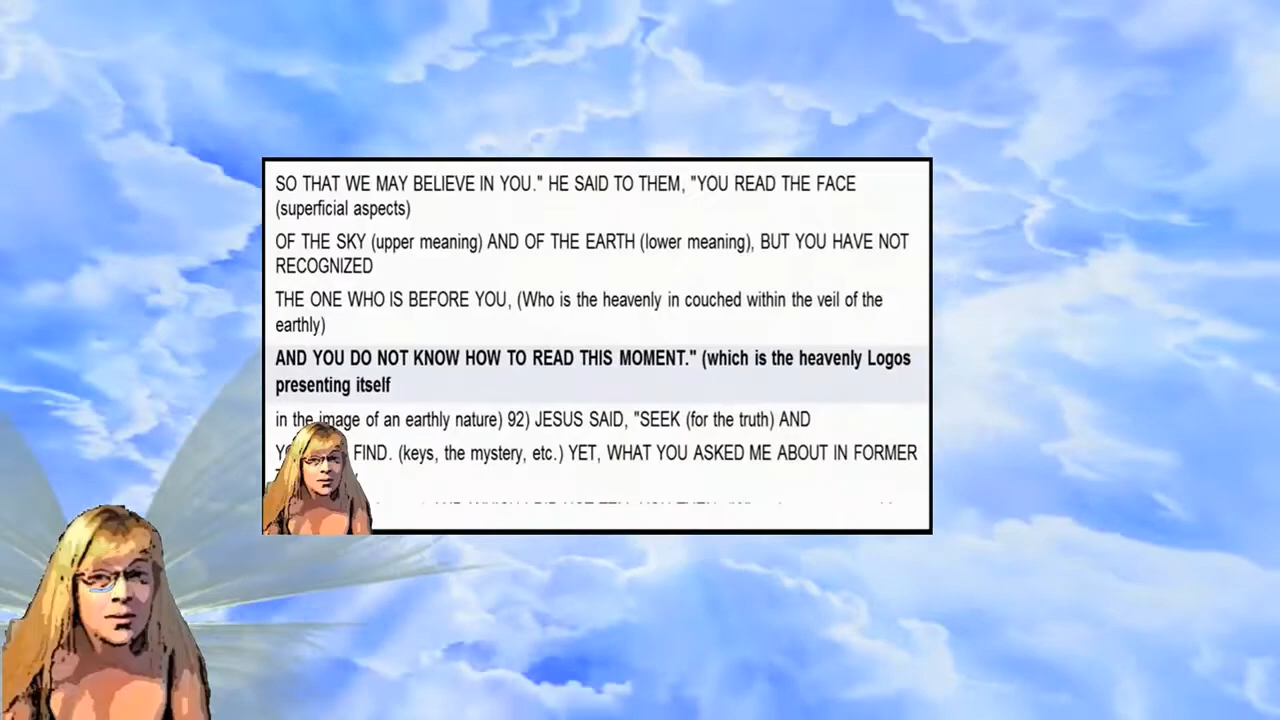 SO THAT WE MAY BELIEVE IN YOU." HE SAID TO THEM, "YOU READ THE FACE
(superficial aspects)
OF THE SKY (upper meaning) AND OF THE EARTH (lower meaning), BUT YOU HAVE NOT
RECOGNIZED
THE ONE WHO IS BEFORE YOU, (Who is the heavenly in couched within the veil of the
earthly)
AND YOU DO NOT KNOW HOW TO READ THIS MOMENT." (which is the heavenly Logos
presenting itself
in the image of an earthly nature) 92) JESUS SAID, "SEEK (for the truth) AND
FIND. (keys, the mystery, etc.) YET, WHAT YOU ASKED ME ABOUT IN FORMER